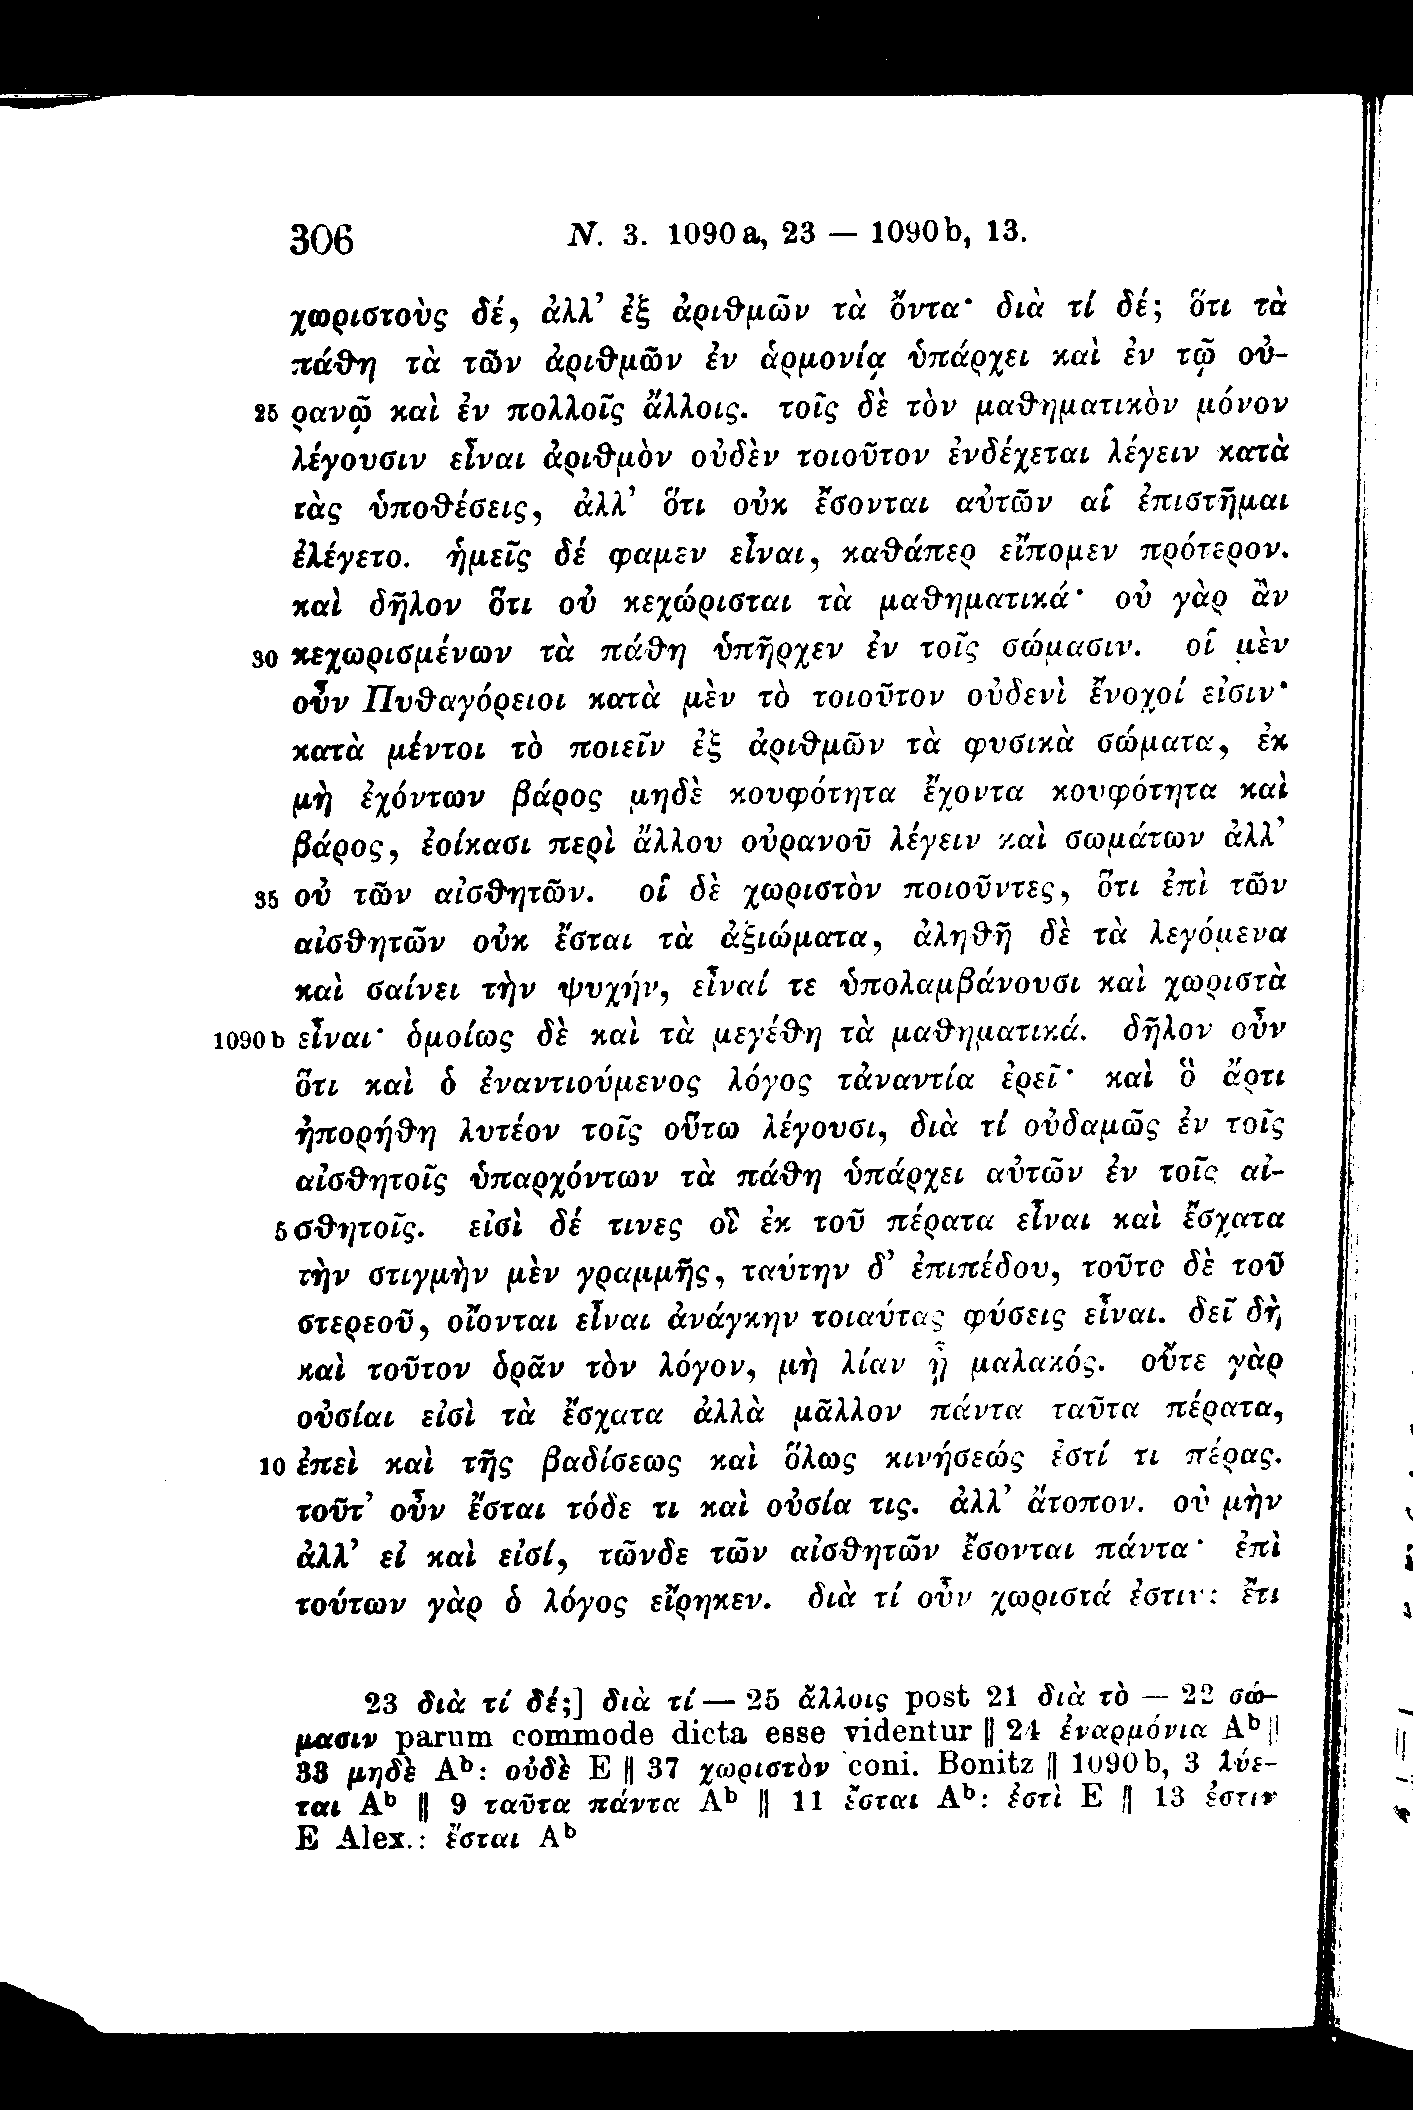 306 N. 3. 1090a, 23 — 1090b, 13.
χωριστοὺς δέ, ἀλλ' ἐξ ἀριθμῶν τὰ ὄντα· διὰ τί δέ; ὅτι τὰ
πάθη τὰ τῶν ἀριθμῶν ἐν ἁρμονίᾳ ὑπάρχει καὶ ἐν τῷ οὐ-
25 ρανῷ καὶ ἐν πολλοῖς ἄλλοις. τοῖς δὲ τὸν μαθηματικὸν μόνον
λέγουσιν εἶναι ἀριθμὸν οὐδὲν τοιοῦτον ἐνδέχεται λέγειν κατὰ
τὰς ὑποθέσεις, ἀλλ' ὅτι οὐκ ἔσονται αὐτῶν αἱ ἐπιστῆμαι
ἐλέγετο. ἡμεῖς δέ φαμεν εἶναι, καθάπερ εἴπομεν πρότερον.
καὶ δῆλον ὅτι οὐ κεχώρισται τὰ μαθηματικά· οὐ γὰρ ἂν
30 κεχωρισμένων τὰ πάθη ὑπῆρχεν ἐν τοῖς σώμασιν. οἱ μὲν
οὖν Πυθαγόρειοι κατὰ μὲν τὸ τοιοῦτον οὐδενὶ ἔνοχοί εἰσιν·
κατὰ μέντοι τὸ ποιεῖν ἐξ ἀριθμῶν τὰ φυσικὰ σώματα, ἐκ
μὴ ἐχόντων βάρος μηδὲ κουφότητα ἔχοντα κουφότητα καὶ
βάρος, ἐοίκασι περὶ ἄλλου οὐρανοῦ λέγειν καὶ σωμάτων ἀλλ'
35 οὐ τῶν αἰσθητῶν. οἱ δὲ χωριστὸν ποιοῦντες, ὅτι ἐπὶ τῶν
αἰσθητῶν οὐκ ἔσται τὰ ἀξιώματα, ἀληθῆ δὲ τὰ λεγόμενα
καὶ σαίνει τὴν ψυχήν, εἶναί τε ὑπολαμβάνουσι καὶ χωριστὰ
1090b εἶναι· ὁμοίως δὲ καὶ τὰ μεγέθη τὰ μαθηματικά. δῆλον οὖν
ὅτι καὶ ὁ ἐναντιούμενος λόγος τἀναντία ἐρεῖ· καὶ ὃ ἄρτι
ἠπορήθη λυτέον τοῖς οὕτω λέγουσι, διὰ τί οὐδαμῶς ἐν τοῖς
αἰσθητοῖς ὑπαρχόντων τὰ πάθη ὑπάρχει αὐτῶν ἐν τοῖς αἰ-
5 σθητοῖς. εἰσὶ δέ τινες οἳ ἐκ τοῦ πέρατα εἶναι καὶ ἔσχατα
τὴν στιγμὴν μὲν γραμμῆς, ταύτην δ' ἐπιπέδου, τοῦτο δὲ τοῦ
στερεοῦ, οἴονται εἶναι ἀνάγκην τοιαύτας φύσεις εἶναι. δεῖ δὴ
καὶ τοῦτον ὁρᾶν τὸν λόγον, μὴ λίαν ᾖ μαλακός. οὔτε γὰρ
οὐσίαι εἰσὶ τὰ ἔσχατα ἀλλὰ μᾶλλον πάντα ταῦτα πέρατα,
10 ἐπεὶ καὶ τῆς βαδίσεως καὶ ὅλως κινήσεώς ἐστί τι πέρας.
τοῦτ' οὖν ἔσται τόδε τι καὶ οὐσία τις. ἀλλ' ἄτοπον. οὐ μὴν
ἀλλ' εἰ καὶ εἰσί, τῶνδε τῶν αἰσθητῶν ἔσονται πάντα· ἐπὶ
τούτων γὰρ ὁ λόγος εἴρηκεν. διὰ τί οὖν χωριστά ἐστιν; ἔτι
23 διὰ τί δέ;] διὰ τί — 25 ἄλλοις post 21 διὰ τὸ — 22 σώ-
μασιν parum commode dicta esse videntur || 24 ἐναρμόνια Aᵇ ||
33 μηδὲ Aᵇ: οὐδὲ E || 37 χωριστὸν coni. Bonitz || 1090b, 3 λύε-
ται Aᵇ || 9 ταῦτα πάντα Aᵇ || 11 ἔσται Aᵇ: ἐστὶ E || 13 ἐστιν
E Alex.: ἔσται Aᵇ